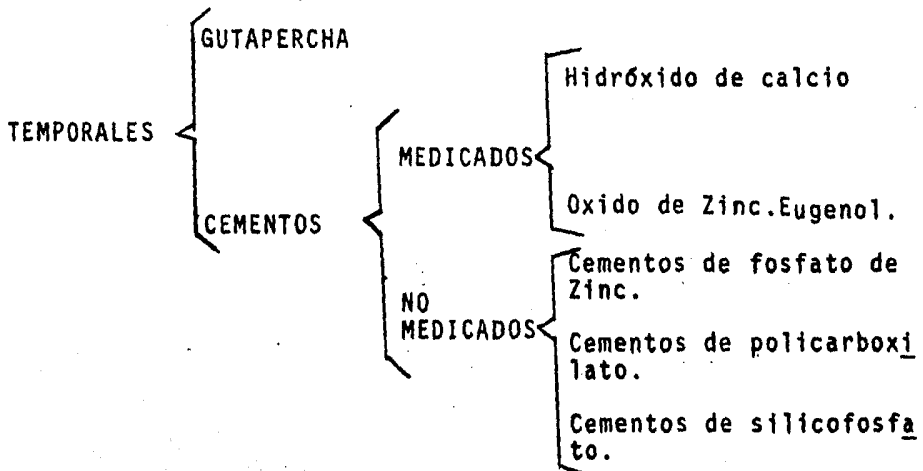 GUTAPERCHA
TEMPORALES
CEMENTOS
MEDICADOS
Hidróxido de calcio
Oxido de Zinc.Eugenol.
NO
MEDICADOS
Cementos de fosfato de
Zinc.
Cementos de policarboxi
lato.
Cementos de silicofosfa
to.